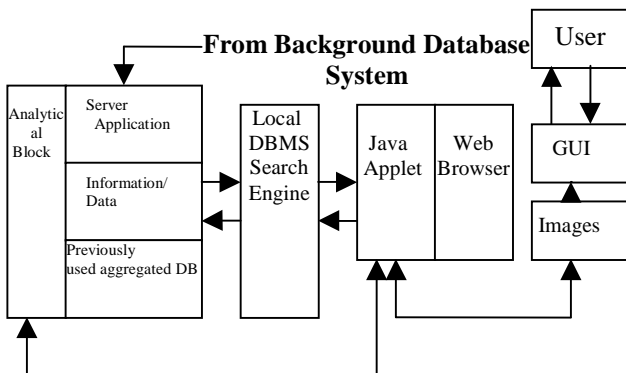 From Background Database
System
User
Analytic
al
Block
Server
Application
Information/
Data
Previously
used aggregated DB
Local
DBMS
Search
Engine
Java
Applet
Web
Browser
GUI
Images